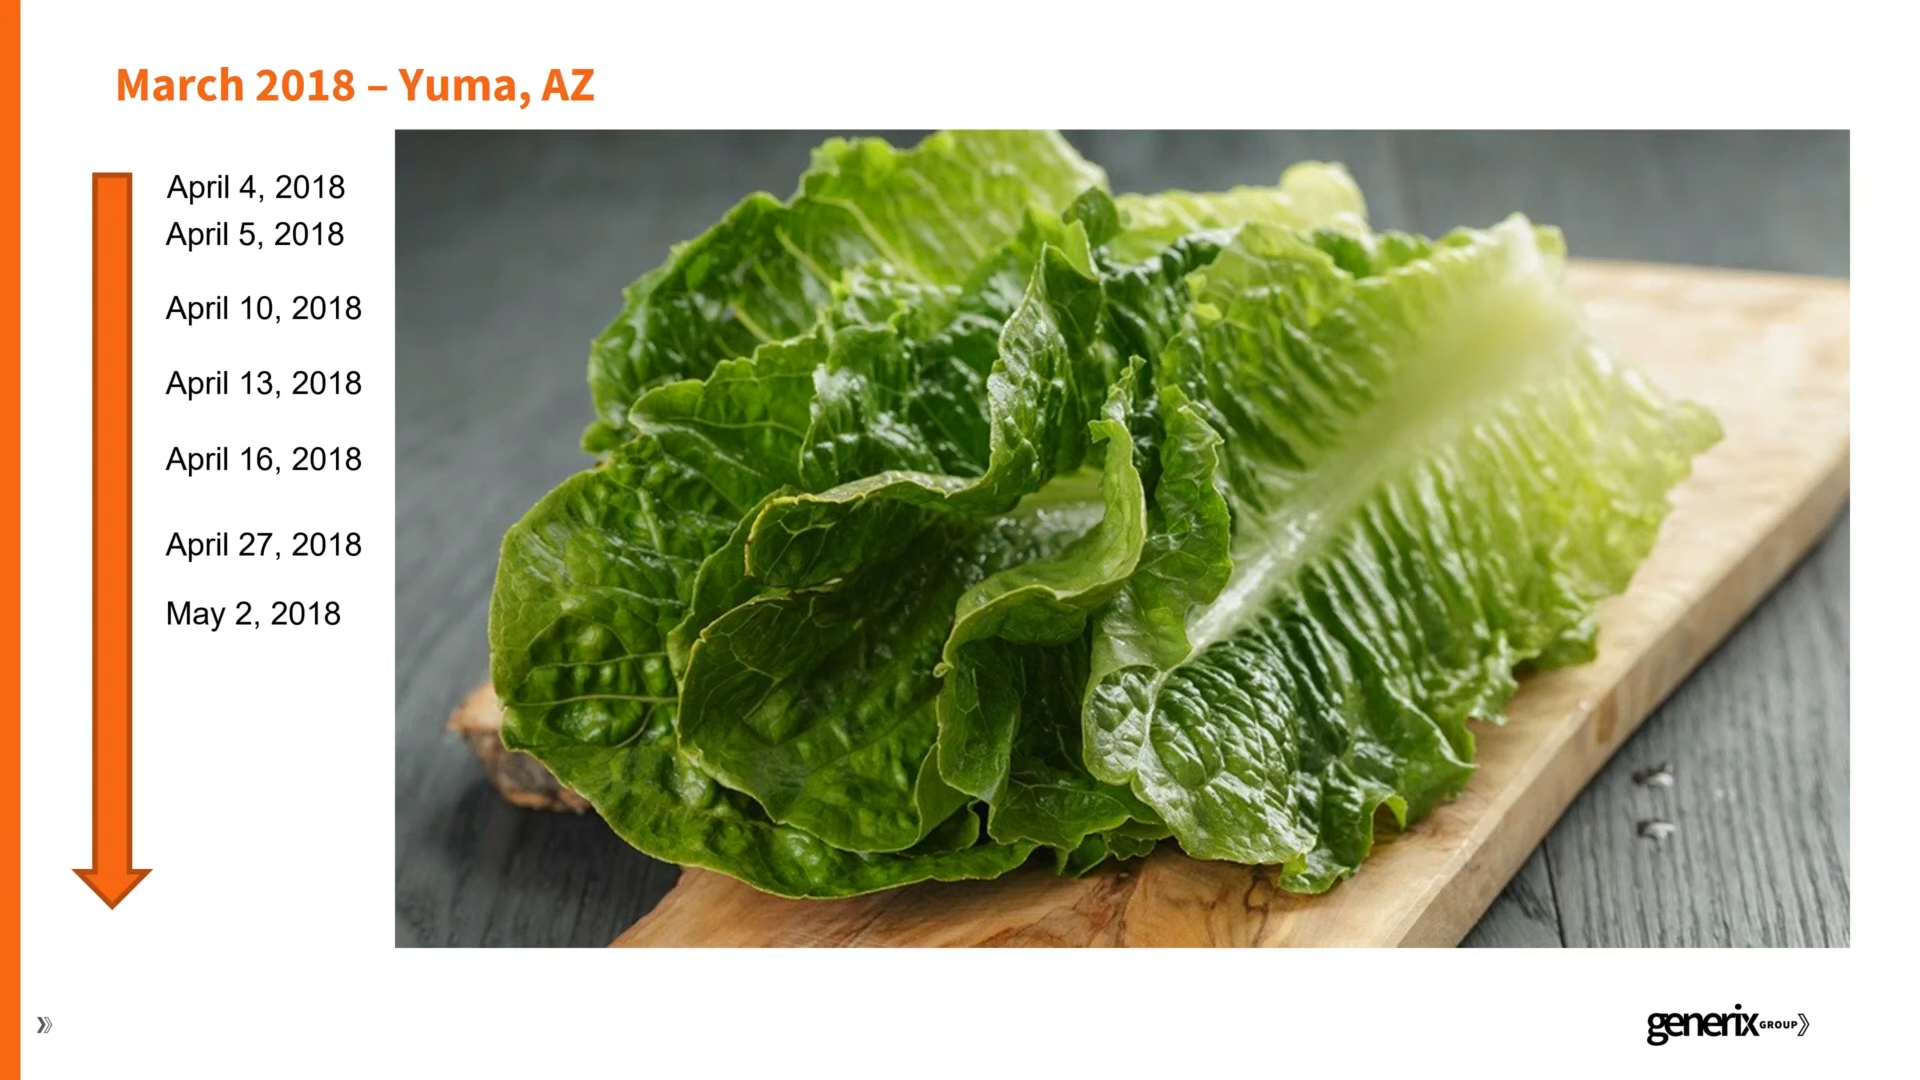 March 2018 – Yuma, AZ
April 4, 2018
April 5, 2018
April 10, 2018
April 13, 2018
April 16, 2018
April 27, 2018
May 2, 2018
generix GROUP